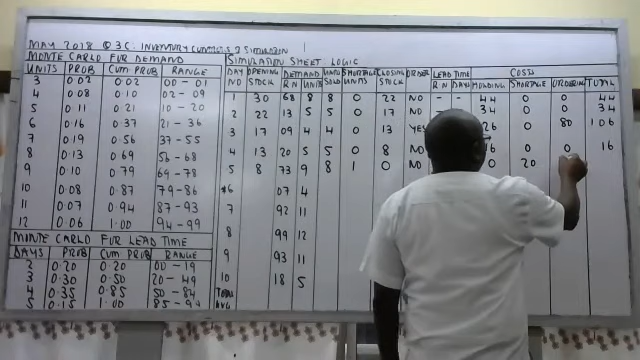 MAY 2018 Q3C: INVENTORY CONTROL & SIMULATION
MONTE CARLO FUR DEMAND
UNITS PROB CUM PROB RANGE
3 0.02 0.02 00 - 01
4 0.08 0.10 02 - 09
5 0.11 0.21 10 - 20
6 0.16 0.37 21 - 36
7 0.19 0.56 37 - 55
8 0.13 0.69 56 - 68
9 0.10 0.79 69 - 78
10 0.08 0.87 79 - 86
11 0.07 0.94 87 - 93
12 0.06 1.00 94 - 99
MONTE CARLO FUR LEAD TIME
DAYS PROB CUM PROB RANGE
2 0.20 0.20 00 - 19
3 0.30 0.50 20 - 49
4 0.35 0.85 50 - 84
5 0.15 1.00 85 - 99
SIMULATION SHEET: LOGIC
DAY NO OPENING STOCK DEMAND RN UNITS UNITS SOLD SHORTAGE UNITS CLOSING STOCK ORDER LEAD TIME RN DAYS COSTS HOLDING SHORTAGE ORDERING TOTAL
1 30 68 8 8 0 22 NO - - 44 0 0 44
2 22 13 5 5 0 17 NO - - 34 0 0 34
3 17 09 4 4 0 13 YES 26 0 80 106
4 13 20 5 5 0 8 NO 6 0 0 16
5 8 73 9 8 1 0 NO 0 20
6 07 4
7 92 11
8 99 12
9 93 11
10 18 5
TOTAL
AVG